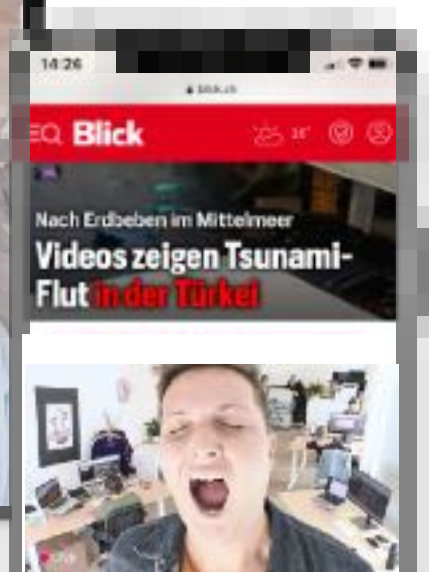 14:26
blick.ch
Blick
Nach Erdbeben im Mittelmeer
Videos zeigen Tsunami-
Flut in der Türkei